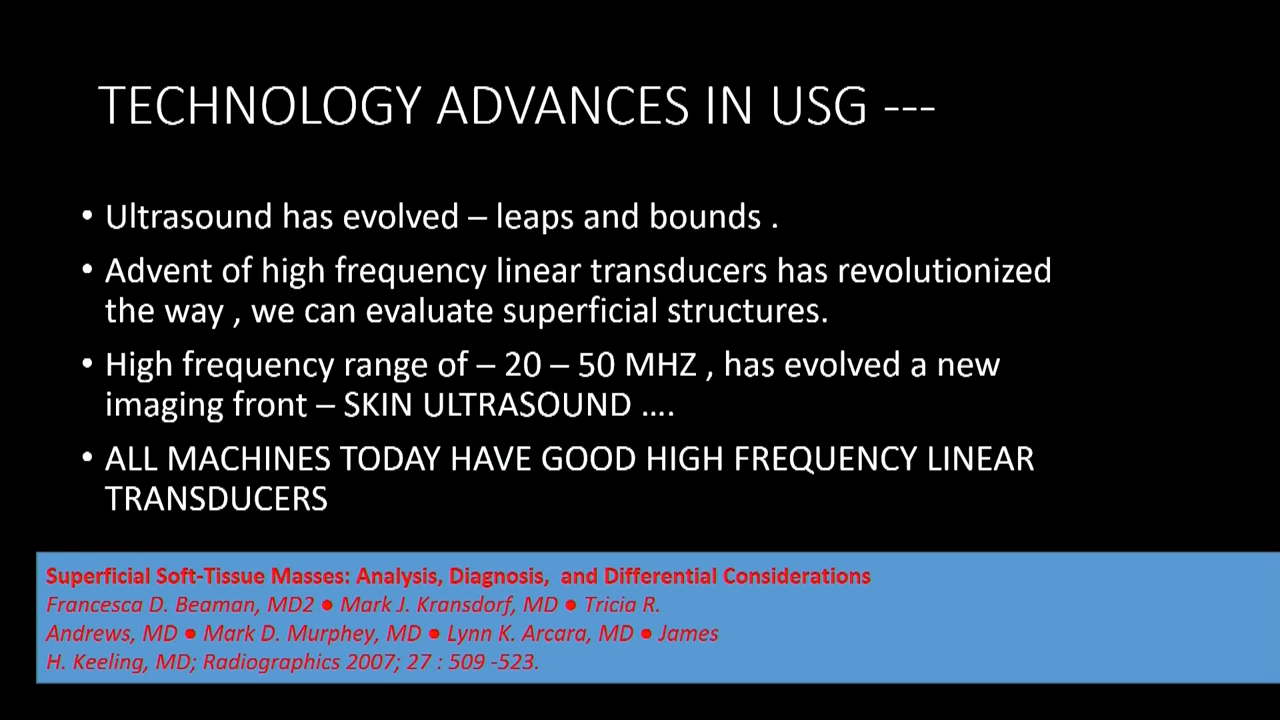 TECHNOLOGY ADVANCES IN USG ---
• Ultrasound has evolved – leaps and bounds .
• Advent of high frequency linear transducers has revolutionized
the way , we can evaluate superficial structures.
• High frequency range of – 20 – 50 MHZ , has evolved a new
imaging front – SKIN ULTRASOUND ....
• ALL MACHINES TODAY HAVE GOOD HIGH FREQUENCY LINEAR
TRANSDUCERS
Superficial Soft-Tissue Masses: Analysis, Diagnosis, and Differential Considerations
Francesca D. Beaman, MD2 ● Mark J. Kransdorf, MD ● Tricia R.
Andrews, MD ● Mark D. Murphey, MD ● Lynn K. Arcara, MD ● James
H. Keeling, MD; Radiographics 2007; 27 : 509 -523.